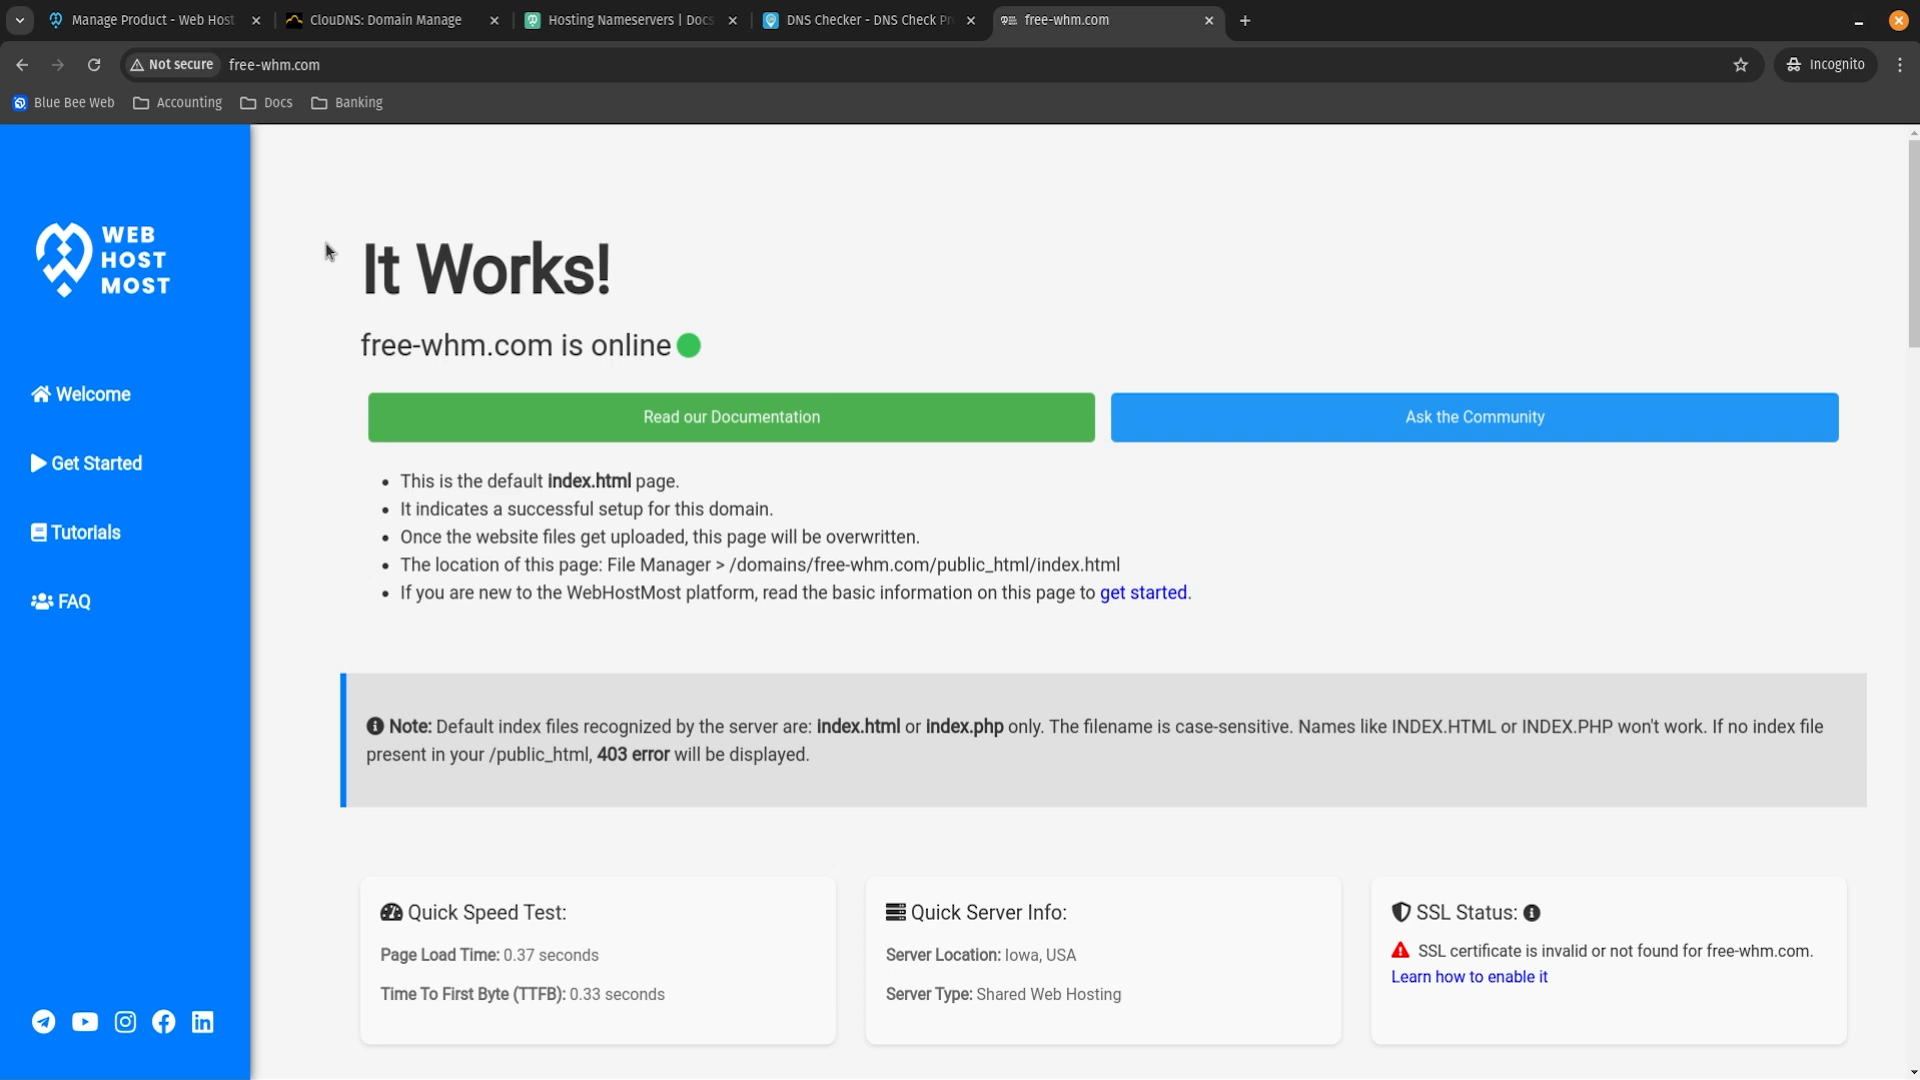 Manage Product - Web Host
ClouDNS: Domain Manage
Hosting Nameservers | Docs
DNS Checker - DNS Check Pr
free-whm.com
Not secure
free-whm.com
Incognito
Blue Bee Web
Accounting
Docs
Banking
WEB
HOST
MOST
Welcome
Get Started
Tutorials
FAQ
It Works!
free-whm.com is online
Read our Documentation
Ask the Community
• This is the default index.html page.
• It indicates a successful setup for this domain.
• Once the website files get uploaded, this page will be overwritten.
• The location of this page: File Manager > /domains/free-whm.com/public_html/index.html
• If you are new to the WebHostMost platform, read the basic information on this page to get started.
Note: Default index files recognized by the server are: index.html or index.php only. The filename is case-sensitive. Names like INDEX.HTML or INDEX.PHP won't work. If no index file
present in your /public_html, 403 error will be displayed.
Quick Speed Test:
Page Load Time: 0.37 seconds
Time To First Byte (TTFB): 0.33 seconds
Quick Server Info:
Server Location: Iowa, USA
Server Type: Shared Web Hosting
SSL Status:
SSL certificate is invalid or not found for free-whm.com.
Learn how to enable it